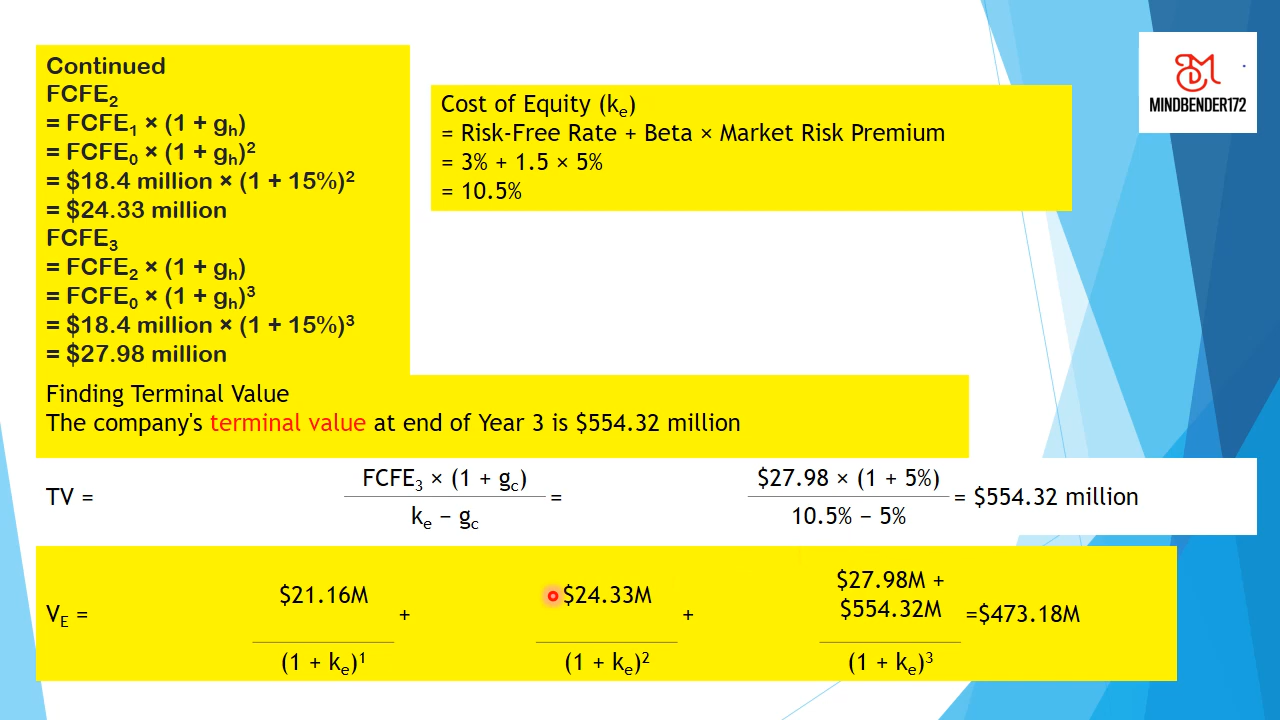 Continued
FCFE₂
= FCFE₁ × (1 + gₕ)
= FCFE₀ × (1 + gₕ)²
= $18.4 million × (1 + 15%)²
= $24.33 million
FCFE₃
= FCFE₂ × (1 + gₕ)
= FCFE₀ × (1 + gₕ)³
= $18.4 million × (1 + 15%)³
= $27.98 million
Cost of Equity (kₑ)
= Risk-Free Rate + Beta × Market Risk Premium
= 3% + 1.5 × 5%
= 10.5%
MINDBENDER172
Finding Terminal Value
The company's terminal value at end of Year 3 is $554.32 million
FCFE₃ × (1 + g_c) $27.98 × (1 + 5%)
TV = = = $554.32 million
kₑ − g_c 10.5% − 5%
$21.16M $24.33M $27.98M +
$554.32M
V_E = + + =$473.18M
(1 + kₑ)¹ (1 + kₑ)² (1 + kₑ)³